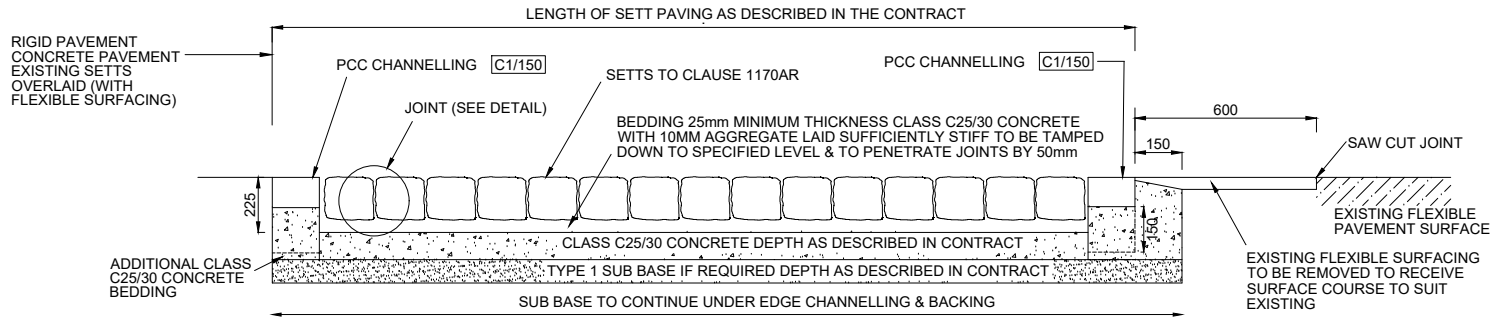 LENGTH OF SETT PAVING AS DESCRIBED IN THE CONTRACT
RIGID PAVEMENT
CONCRETE PAVEMENT
EXISTING SETTS
OVERLAID (WITH
FLEXIBLE SURFACING)
PCC CHANNELLING C1/150
JOINT (SEE DETAIL)
SETTS TO CLAUSE 1170AR
PCC CHANNELLING C1/150
BEDDING 25mm MINIMUM THICKNESS CLASS C25/30 CONCRETE
WITH 10MM AGGREGATE LAID SUFFICIENTLY STIFF TO BE TAMPED
DOWN TO SPECIFIED LEVEL & TO PENETRATE JOINTS BY 50mm
600
150
SAW CUT JOINT
225
150
EXISTING FLEXIBLE
PAVEMENT SURFACE
CLASS C25/30 CONCRETE DEPTH AS DESCRIBED IN CONTRACT
ADDITIONAL CLASS
C25/30 CONCRETE
BEDDING
TYPE 1 SUB BASE IF REQUIRED DEPTH AS DESCRIBED IN CONTRACT
EXISTING FLEXIBLE SURFACING
TO BE REMOVED TO RECEIVE
SURFACE COURSE TO SUIT
EXISTING
SUB BASE TO CONTINUE UNDER EDGE CHANNELLING & BACKING